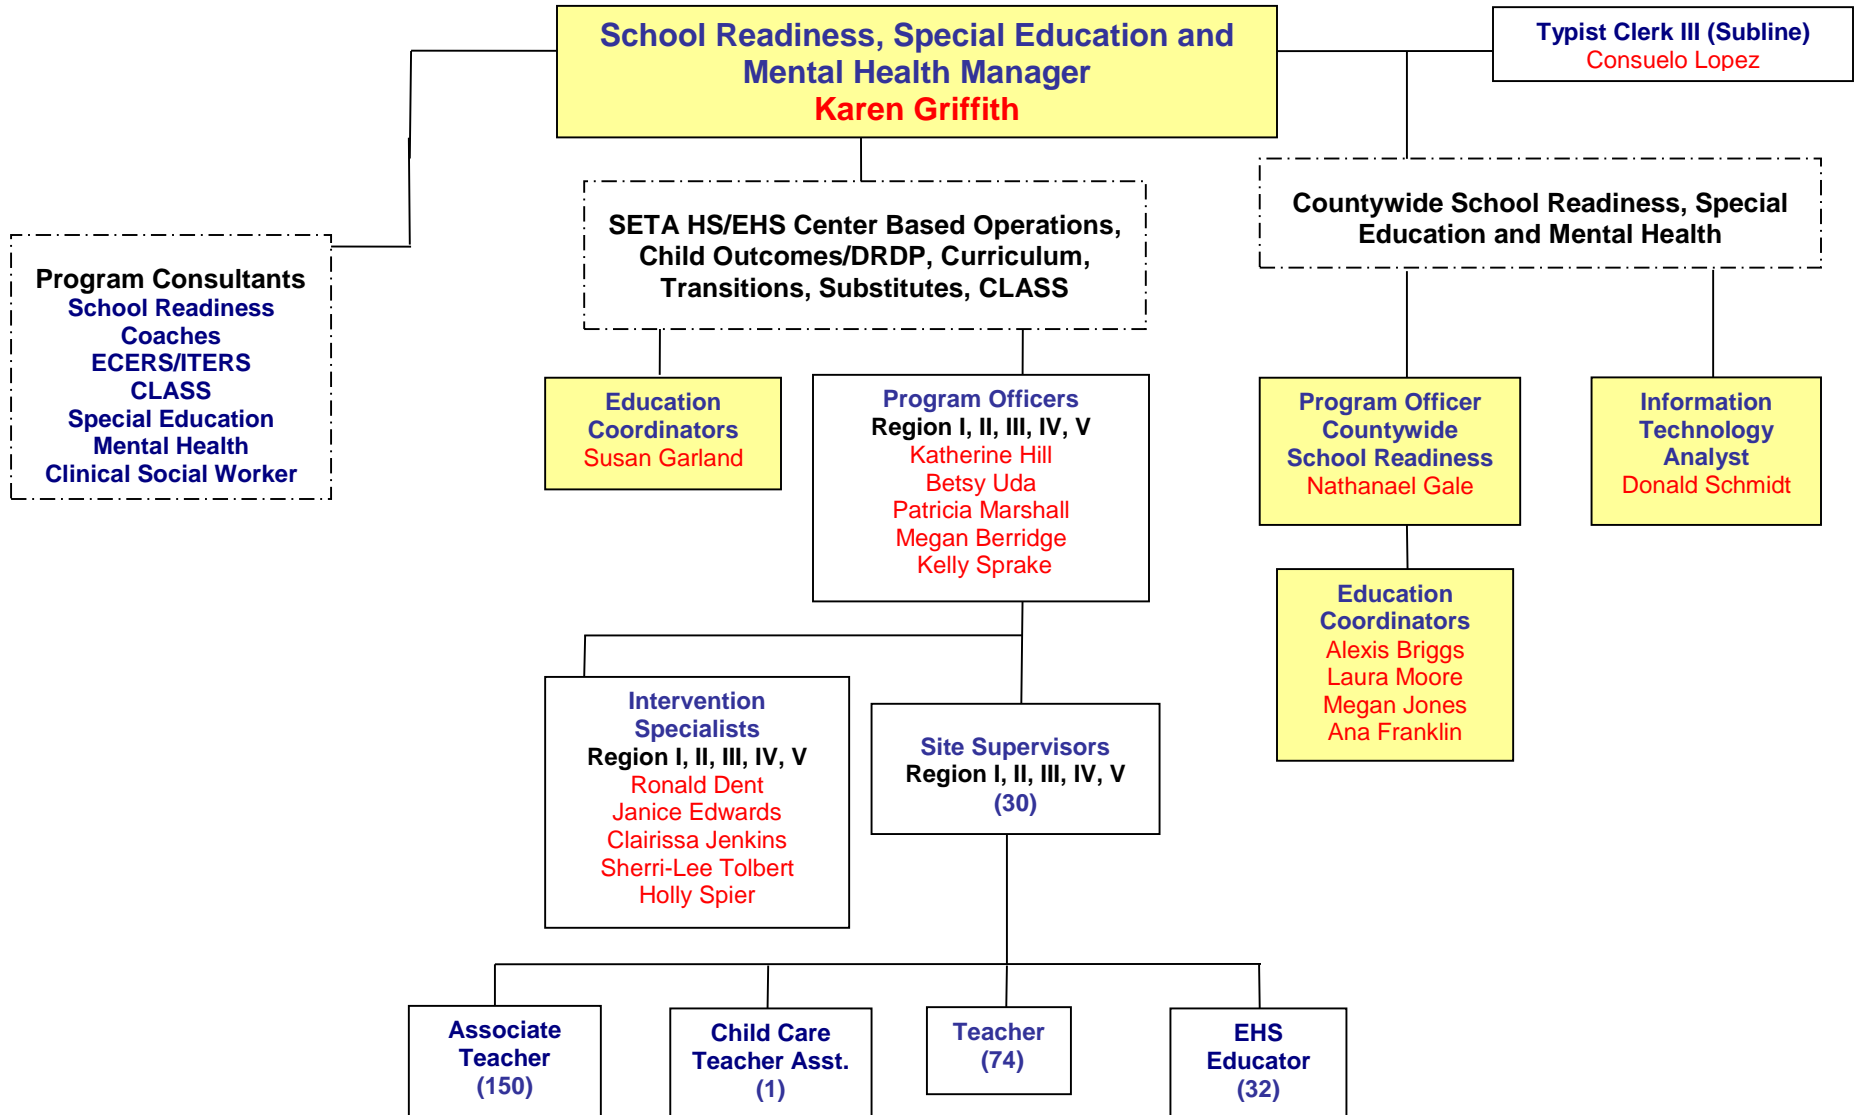 School Readiness, Special Education and
Mental Health Manager
Karen Griffith
Typist Clerk III (Subline)
Consuelo Lopez
Program Consultants
School Readiness
Coaches
ECERS/ITERS
CLASS
Special Education
Mental Health
Clinical Social Worker
SETA HS/EHS Center Based Operations,
Child Outcomes/DRDP, Curriculum,
Transitions, Substitutes, CLASS
Countywide School Readiness, Special
Education and Mental Health
Education
Coordinators
Susan Garland
Program Officers
Region I, II, III, IV, V
Katherine Hill
Betsy Uda
Patricia Marshall
Megan Berridge
Kelly Sprake
Program Officer
Countywide
School Readiness
Nathanael Gale
Information
Technology
Analyst
Donald Schmidt
Education
Coordinators
Alexis Briggs
Laura Moore
Megan Jones
Ana Franklin
Intervention
Specialists
Region I, II, III, IV, V
Ronald Dent
Janice Edwards
Clairissa Jenkins
Sherri-Lee Tolbert
Holly Spier
Site Supervisors
Region I, II, III, IV, V
(30)
Associate
Teacher
(150)
Child Care
Teacher Asst.
(1)
Teacher
(74)
EHS
Educator
(32)